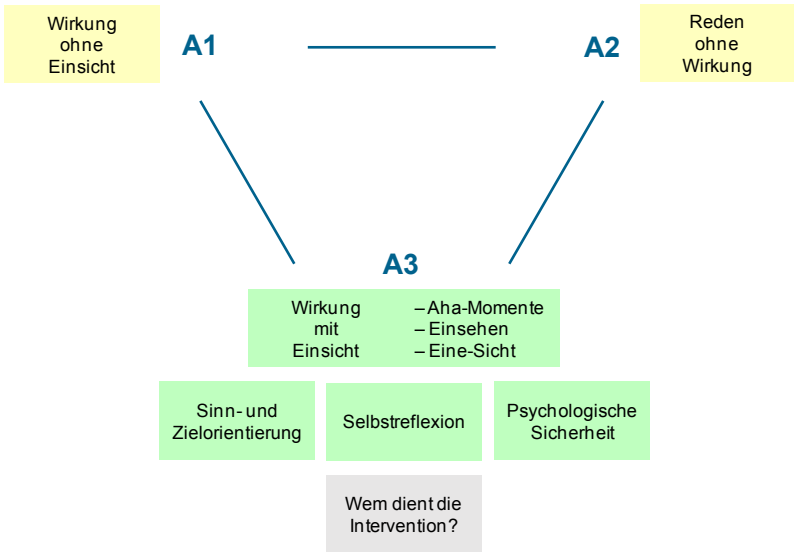 Wirkung
ohne
Einsicht
A1
A2
Reden
ohne
Wirkung
A3
Wirkung
mit
Einsicht
– Aha-Momente
– Einsehen
– Eine-Sicht
Sinn- und
Zielorientierung
Selbstreflexion
Psychologische
Sicherheit
Wem dient die
Intervention?